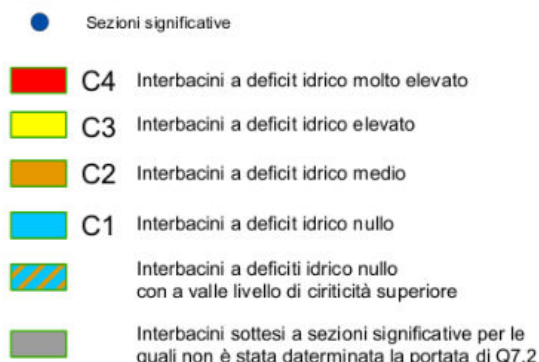 Sezioni significative
C4 Interbacini a deficit idrico molto elevato
C3 Interbacini a deficit idrico elevato
C2 Interbacini a deficit idrico medio
C1 Interbacini a deficit idrico nullo
Interbacini a deficiti idrico nullo
con a valle livello di ciriticità superiore
Interbacini sottesi a sezioni significative per le
quali non è stata daterminata la portata di Q7,2